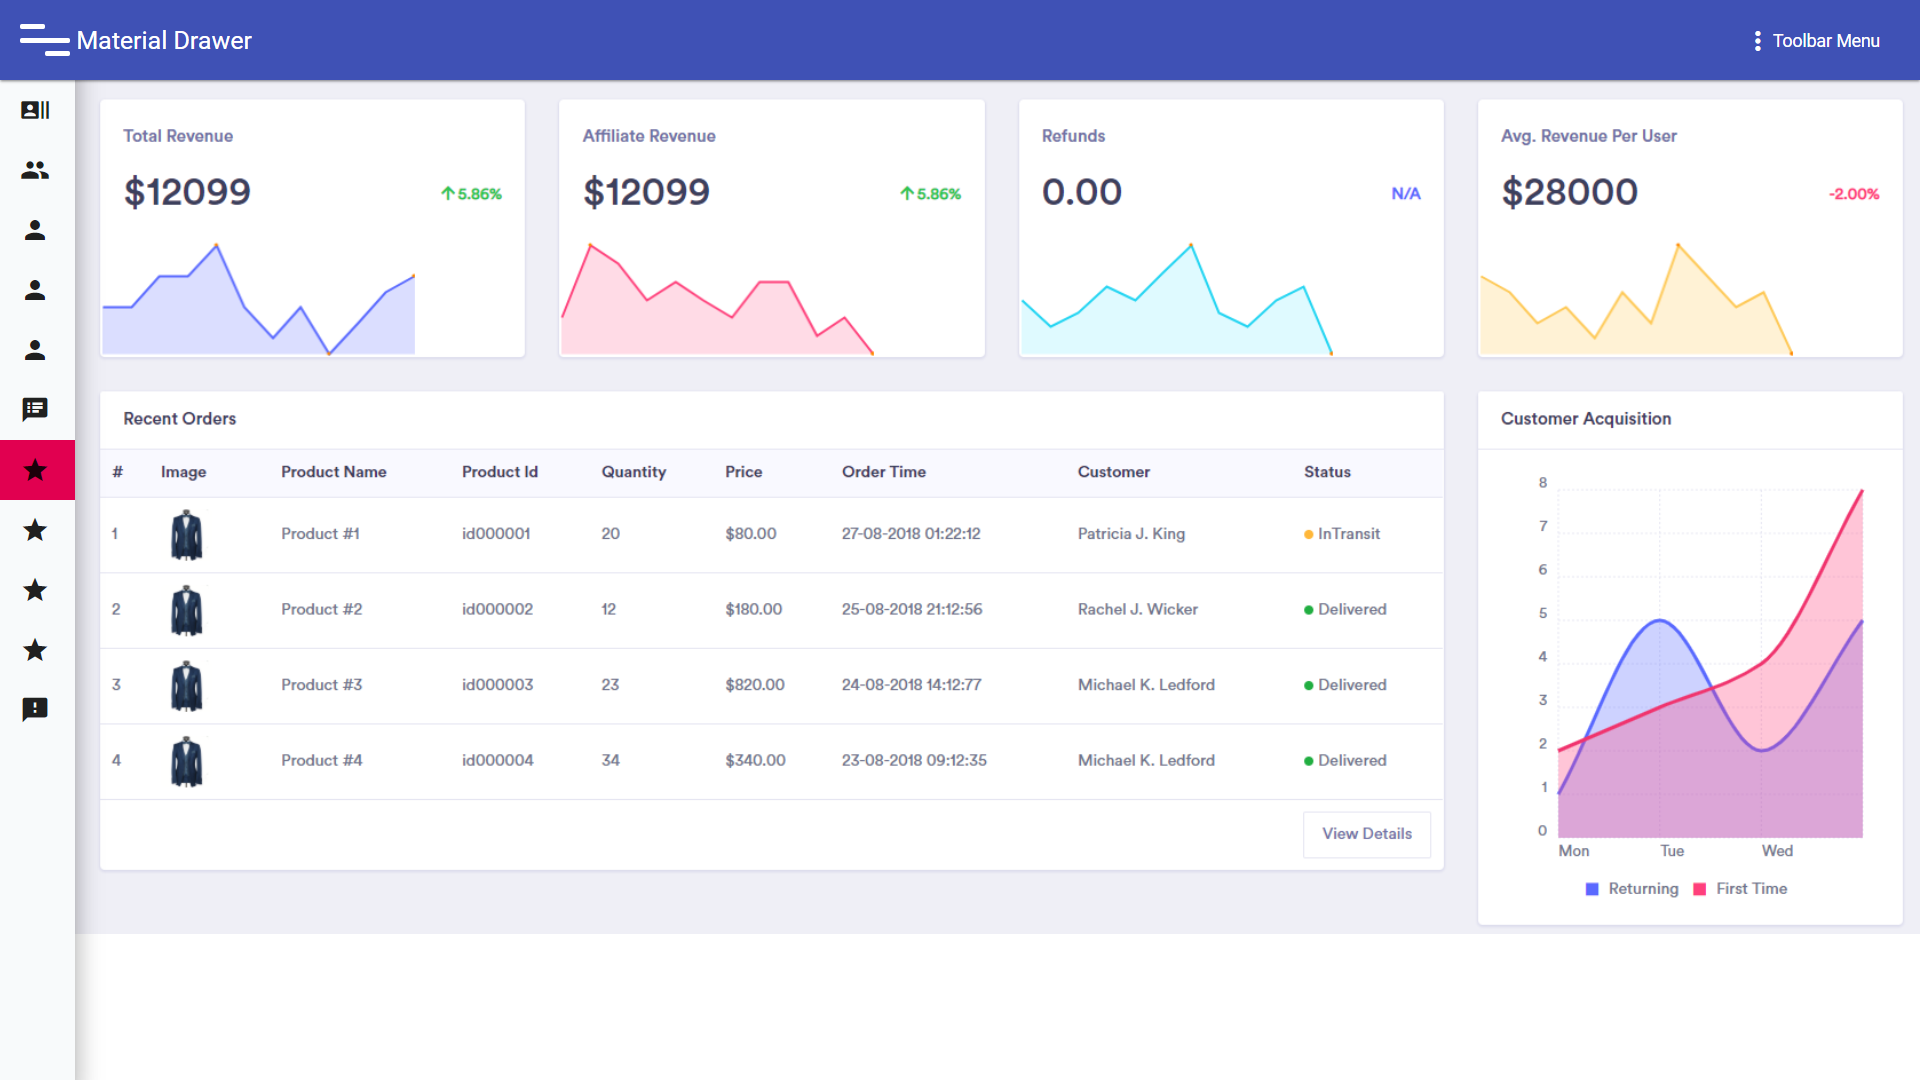 Material Drawer
Toolbar Menu
Total Revenue
$12099
5.86%
Affiliate Revenue
$12099
5.86%
Refunds
0.00
N/A
Avg. Revenue Per User
$28000
-2.00%
Recent Orders
# Image Product Name Product Id Quantity Price Order Time Customer Status
1 Product #1 id000001 20 $80.00 27-08-2018 01:22:12 Patricia J. King InTransit
2 Product #2 id000002 12 $180.00 25-08-2018 21:12:56 Rachel J. Wicker Delivered
3 Product #3 id000003 23 $820.00 24-08-2018 14:12:77 Michael K. Ledford Delivered
4 Product #4 id000004 34 $340.00 23-08-2018 09:12:35 Michael K. Ledford Delivered
View Details
Customer Acquisition
8
7
6
5
4
3
2
1
0
Mon Tue Wed
Returning First Time